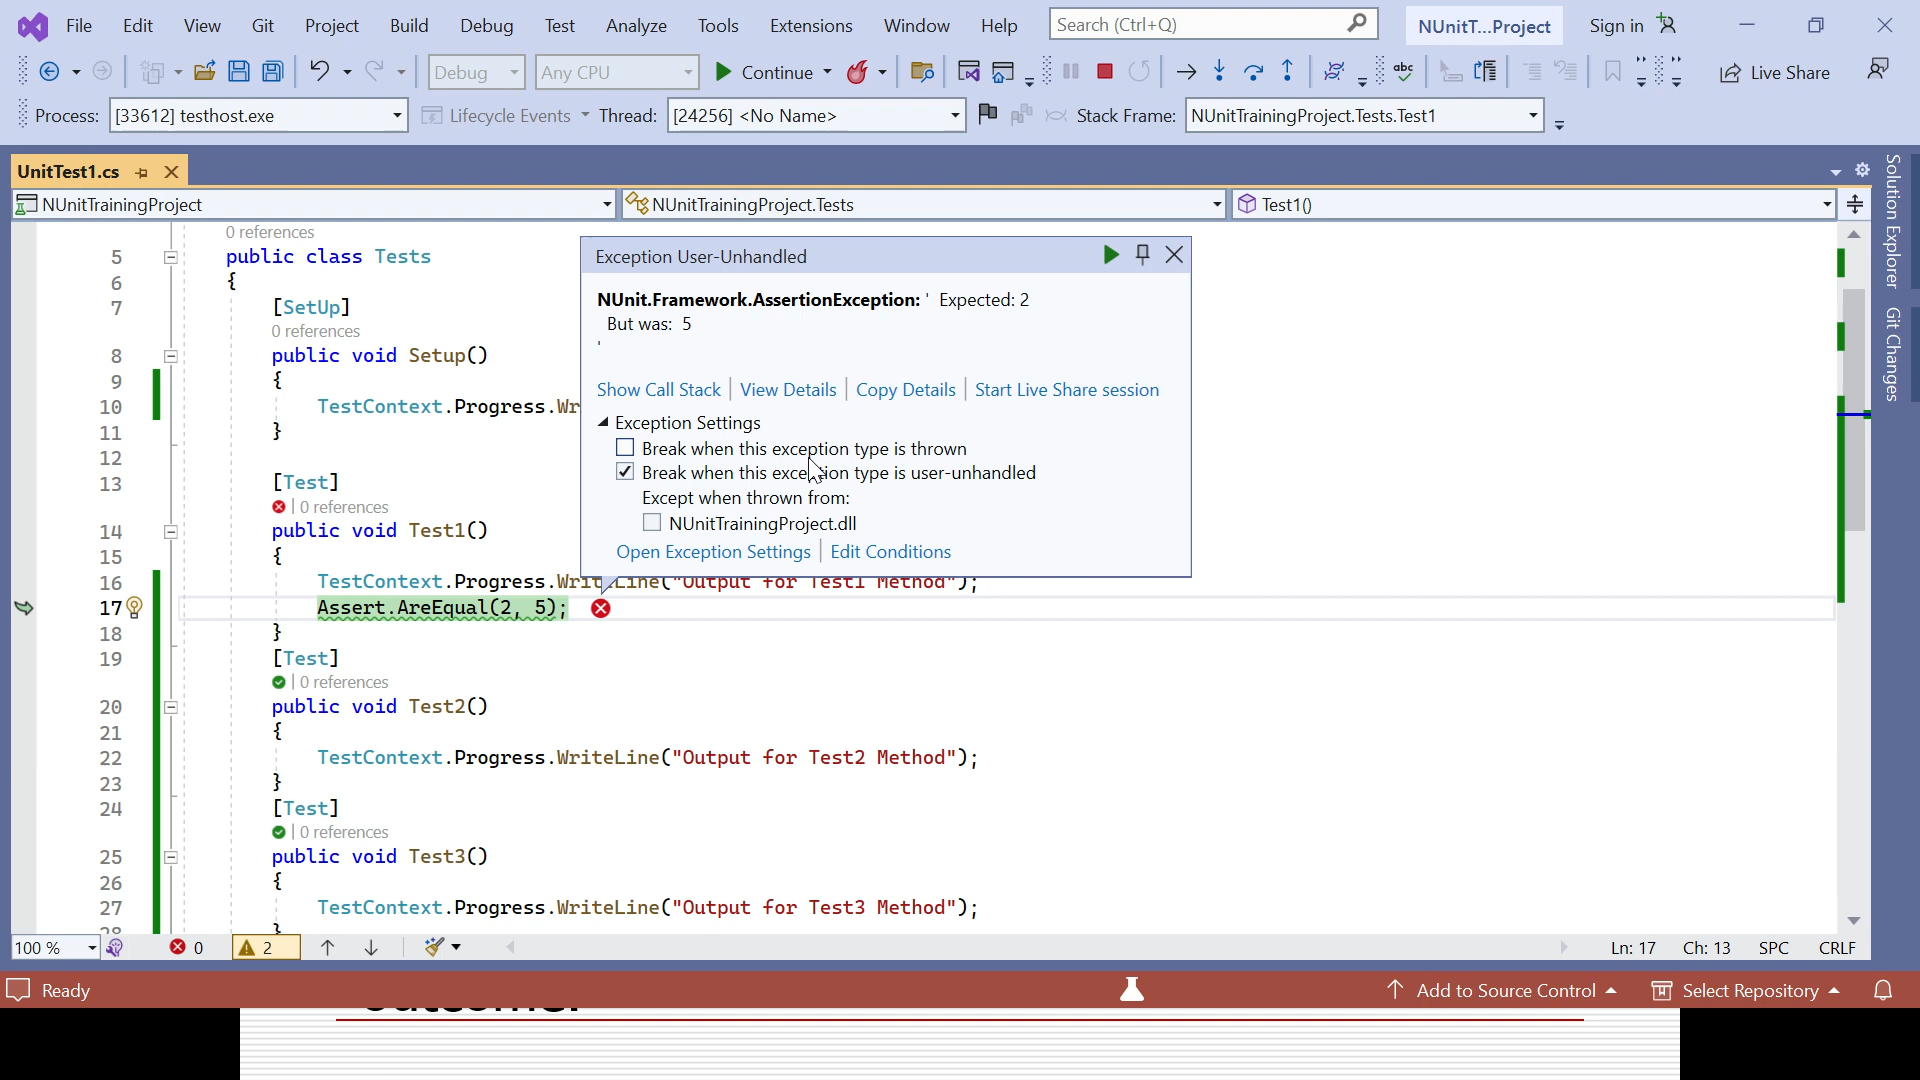 File Edit View Git Project Build Debug Test Analyze Tools Extensions Window Help Search (Ctrl+Q) NUnitT...Project Sign in
Debug Any CPU Continue abc Live Share
Process: [33612] testhost.exe Lifecycle Events Thread: [24256] <No Name> Stack Frame: NUnitTrainingProject.Tests.Test1
UnitTest1.cs
NUnitTrainingProject NUnitTrainingProject.Tests Test1()
Solution Explorer
Git Changes
0 references
5 public class Tests
6 {
7 [SetUp]
0 references
8 public void Setup()
9 {
10 TestContext.Progress.Wr
11 }
12
13 [Test]
0 references
14 public void Test1()
15 {
16 TestContext.Progress.WriteLine("Output for Test1 Method");
17 Assert.AreEqual(2, 5);
18 }
19 [Test]
0 references
20 public void Test2()
21 {
22 TestContext.Progress.WriteLine("Output for Test2 Method");
23 }
24 [Test]
0 references
25 public void Test3()
26 {
27 TestContext.Progress.WriteLine("Output for Test3 Method");
28 }
Exception User-Unhandled
NUnit.Framework.AssertionException: ' Expected: 2
But was: 5
'
Show Call Stack View Details Copy Details Start Live Share session
Exception Settings
Break when this exception type is thrown
Break when this exception type is user-unhandled
Except when thrown from:
NUnitTrainingProject.dll
Open Exception Settings Edit Conditions
100 % 0 2 Ln: 17 Ch: 13 SPC CRLF
Ready Add to Source Control Select Repository